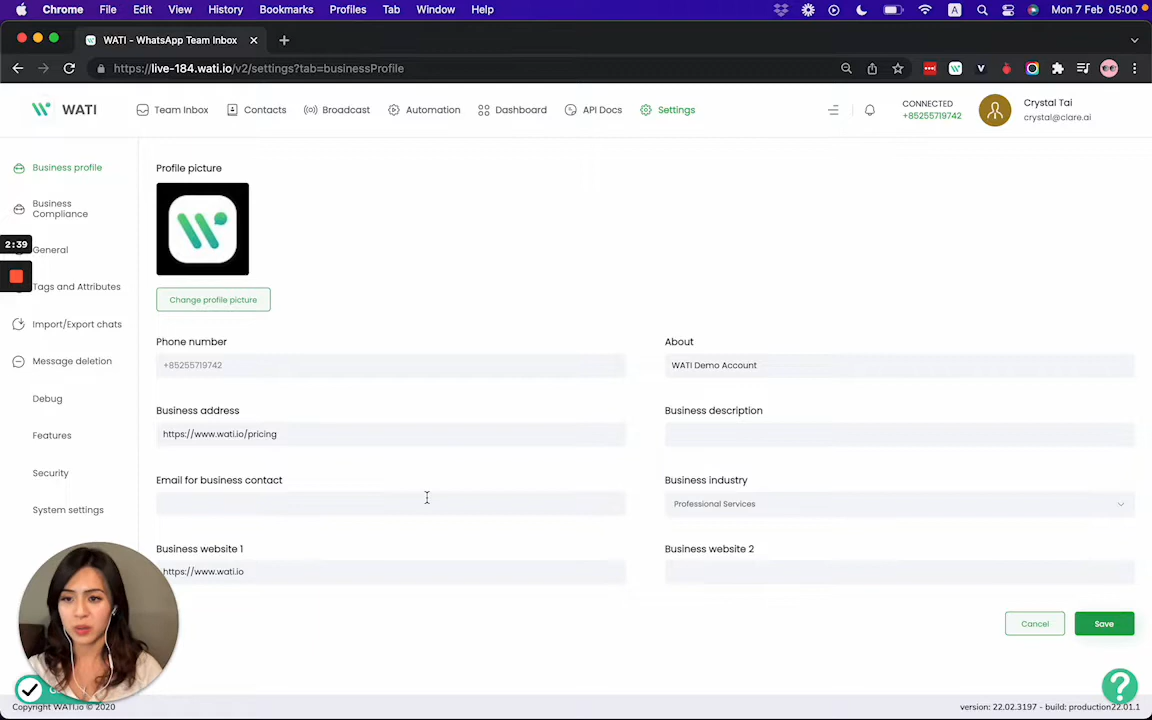 Chrome File Edit View History Bookmarks Profiles Tab Window Help
A
Mon 7 Feb 05:00
WATI - WhatsApp Team Inbox
https://live-184.wati.io/v2/settings?tab=businessProfile
WATI
Team Inbox
Contacts
Broadcast
Automation
Dashboard
API Docs
Settings
CONNECTED
+85255719742
Crystal Tai
crystal@clare.ai
Business profile
Business
Compliance
2:39
General
Tags and Attributes
Import/Export chats
Message deletion
Debug
Features
Security
System settings
Profile picture
Change profile picture
Phone number
+85255719742
About
WATI Demo Account
Business address
https://www.wati.io/pricing
Business description
Email for business contact
Business industry
Professional Services
Business website 1
https://www.wati.io
Business website 2
Cancel
Save
?
Copyright WATI.io © 2020
version: 22.02.3197 - build: production22.01.1